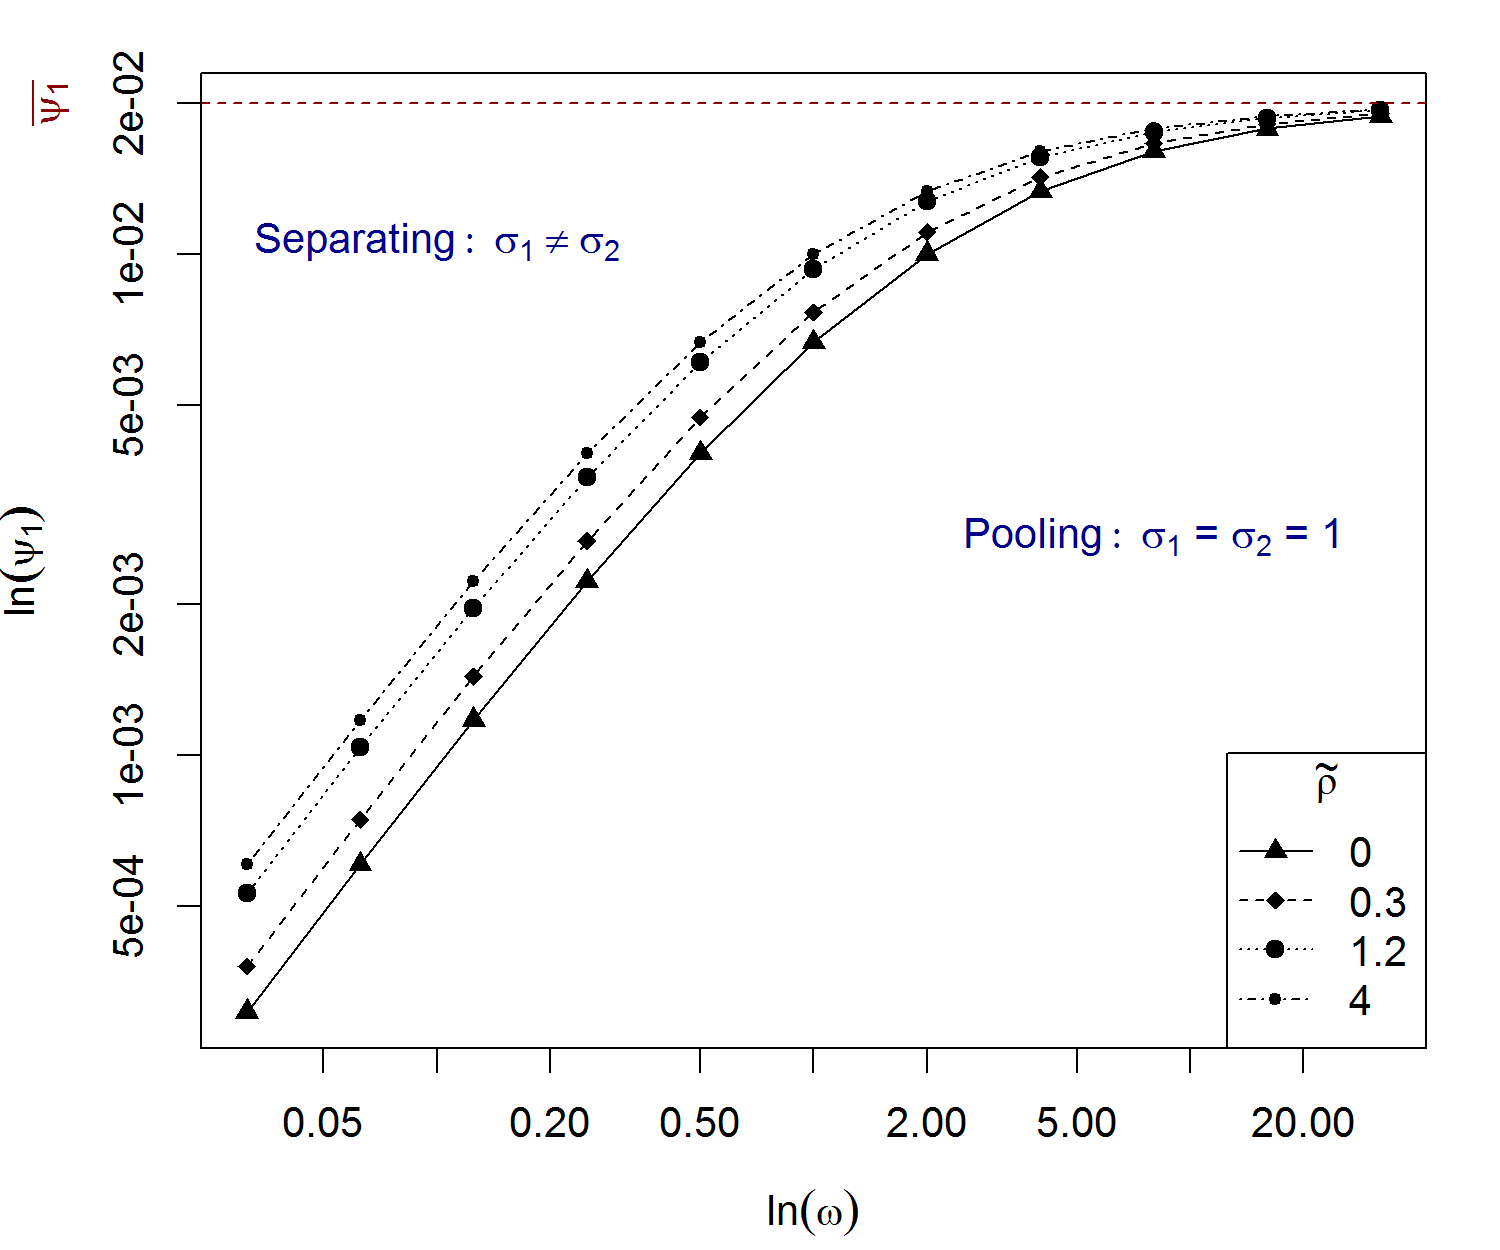 ψ̅₁
2e-02
1e-02
5e-03
2e-03
1e-03
5e-04
ln(ψ₁)
Separating : σ₁ ≠ σ₂
Pooling : σ₁ = σ₂ = 1
ρ̃
0
0.3
1.2
4
0.05
0.20
0.50
2.00
5.00
20.00
ln(ω)